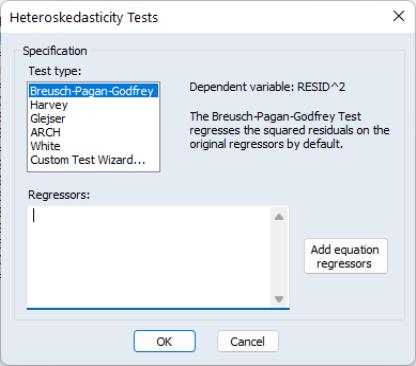 Heteroskedasticity Tests
Specification
Test type:
Breusch-Pagan-Godfrey
Harvey
Glejser
ARCH
White
Custom Test Wizard...
Dependent variable: RESID^2
The Breusch-Pagan-Godfrey Test
regresses the squared residuals on the
original regressors by default.
Regressors:
Add equation
regressors
OK
Cancel